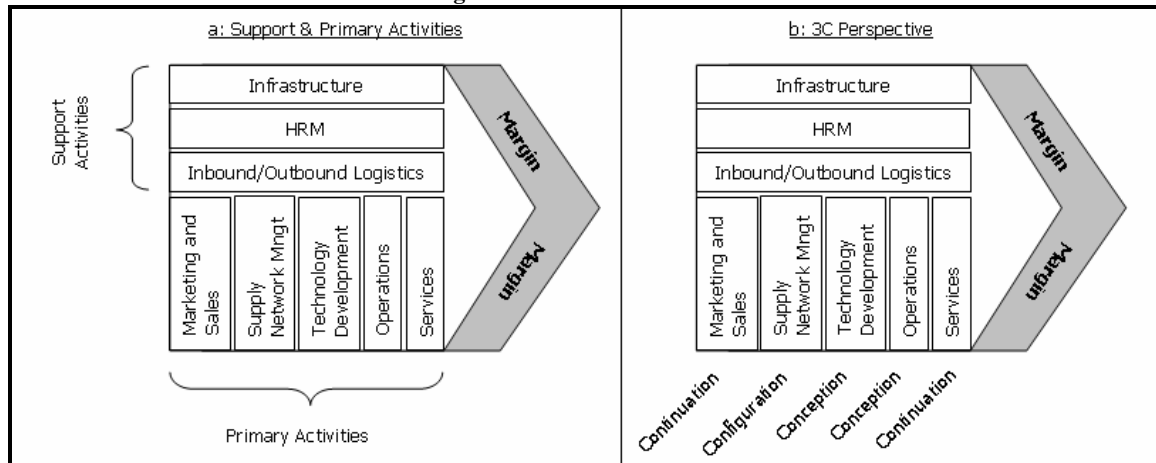 a: Support & Primary Activities
Support
Activities
Infrastructure
HRM
Inbound/Outbound Logistics
Marketing and
Sales
Supply
Network Mngt
Technology
Development
Operations
Services
Margin
Margin
Primary Activities
b: 3C Perspective
Infrastructure
HRM
Inbound/Outbound Logistics
Marketing and
Sales
Supply
Network Mngt
Technology
Development
Operations
Services
Margin
Margin
Continuation
Configuration
Conception
Conception
Continuation